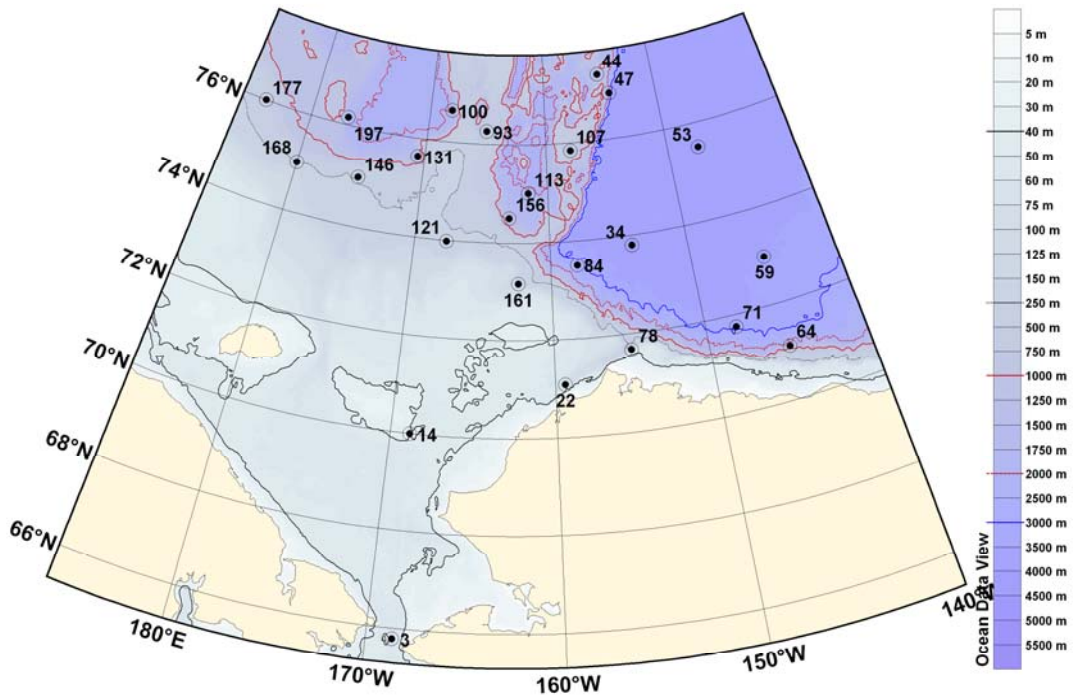 44
47
177
76°N
100
53
197
93
107
168
131
146
74°N
113
156
34
121
84
59
72°N
161
71
64
78
70°N
22
14
68°N
66°N
3
180°E
170°W
160°W
150°W
140°N
5 m
10 m
20 m
30 m
40 m
50 m
60 m
75 m
100 m
125 m
150 m
250 m
500 m
750 m
1000 m
1250 m
1500 m
1750 m
2000 m
2500 m
3000 m
3500 m
4000 m
4500 m
5000 m
5500 m
Ocean Data View